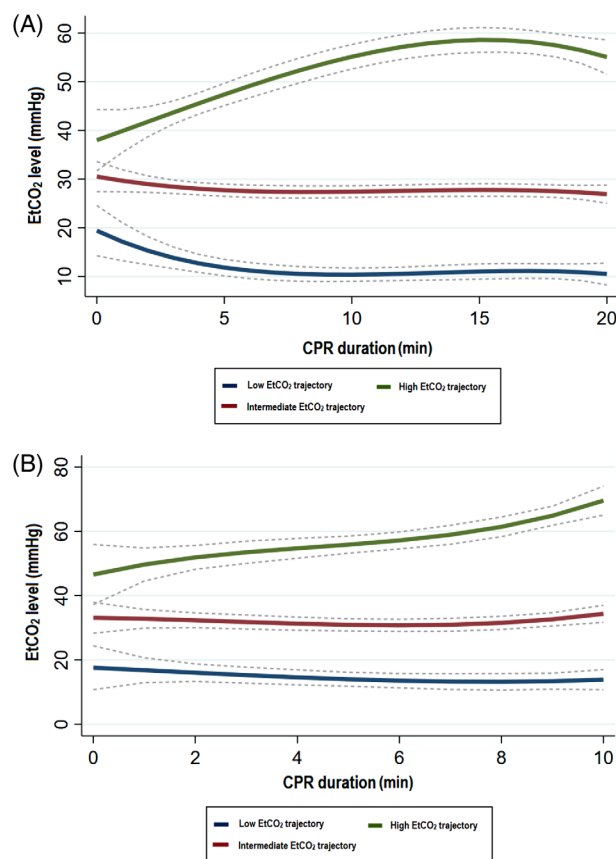 (A)
60
50
40
30
20
10
EtCO₂ level (mmHg)
0 5 10 15 20
CPR duration (min)
Low EtCO₂ trajectory High EtCO₂ trajectory
Intermediate EtCO₂ trajectory
(B)
80
60
40
20
0
EtCO₂ level (mmHg)
0 2 4 6 8 10
CPR duration (min)
Low EtCO₂ trajectory High EtCO₂ trajectory
Intermediate EtCO₂ trajectory